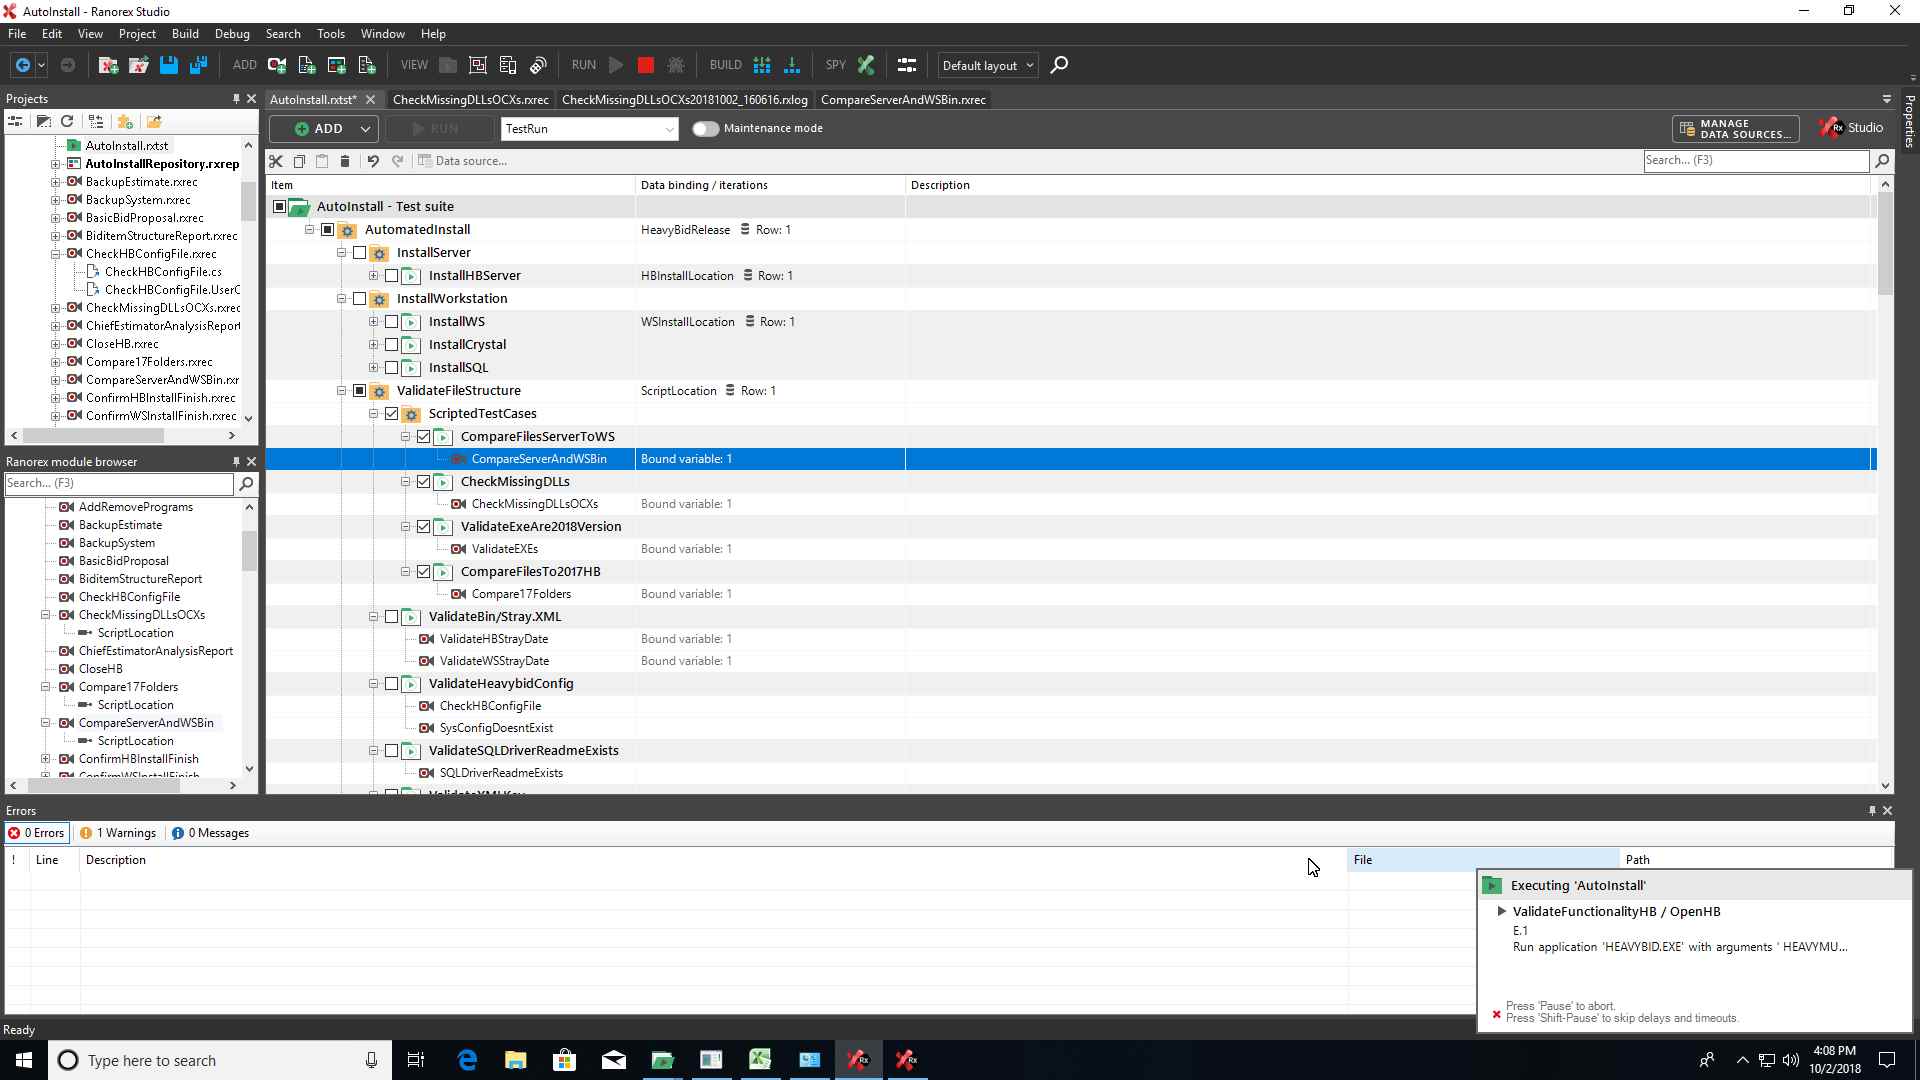 AutoInstall - Ranorex Studio
File Edit View Project Build Debug Search Tools Window Help
ADD VIEW RUN BUILD SPY Default layout
Projects
AutoInstall.rxtst* CheckMissingDLLsOCXs.rxrec CheckMissingDLLsOCXs20181002_160616.rxlog CompareServerAndWSBin.rxrec
Properties
ADD RUN TestRun Maintenance mode MANAGE DATA SOURCES... Rx Studio
Data source... Search... (F3)
AutoInstall.rxtst
AutoInstallRepository.rxrep
BackupEstimate.rxrec
BackupSystem.rxrec
BasicBidProposal.rxrec
BiditemStructureReport.rxrec
CheckHBConfigFile.rxrec
CheckHBConfigFile.cs
CheckHBConfigFile.UserC
CheckMissingDLLsOCXs.rxrec
ChiefEstimatorAnalysisReport
CloseHB.rxrec
Compare17Folders.rxrec
CompareServerAndWSBin.rxr
ConfirmHBInstallFinish.rxrec
ConfirmWSInstallFinish.rxrec
Ranorex module browser
Search... (F3)
AddRemovePrograms
BackupEstimate
BackupSystem
BasicBidProposal
BiditemStructureReport
CheckHBConfigFile
CheckMissingDLLsOCXs
ScriptLocation
ChiefEstimatorAnalysisReport
CloseHB
Compare17Folders
ScriptLocation
CompareServerAndWSBin
ScriptLocation
ConfirmHBInstallFinish
ConfirmWSInstallFinish
Item Data binding / iterations Description
AutoInstall - Test suite
AutomatedInstall HeavyBidRelease Row: 1
InstallServer
InstallHBServer HBInstallLocation Row: 1
InstallWorkstation
InstallWS WSInstallLocation Row: 1
InstallCrystal
InstallSQL
ValidateFileStructure ScriptLocation Row: 1
ScriptedTestCases
CompareFilesServerToWS
CompareServerAndWSBin Bound variable: 1
CheckMissingDLLs
CheckMissingDLLsOCXs Bound variable: 1
ValidateExeAre2018Version
ValidateEXEs Bound variable: 1
CompareFilesTo2017HB
Compare17Folders Bound variable: 1
ValidateBin/Stray.XML
ValidateHBStrayDate Bound variable: 1
ValidateWSStrayDate Bound variable: 1
ValidateHeavybidConfig
CheckHBConfigFile
SysConfigDoesntExist
ValidateSQLDriverReadmeExists
SQLDriverReadmeExists
Errors
0 Errors 1 Warnings 0 Messages
! Line Description File Path
Executing 'AutoInstall'
ValidateFunctionalityHB / OpenHB
E.1
Run application 'HEAVYBID.EXE' with arguments ' HEAVYMU...
Press 'Pause' to abort.
Press 'Shift-Pause' to skip delays and timeouts.
Ready
Type here to search
4:08 PM
10/2/2018